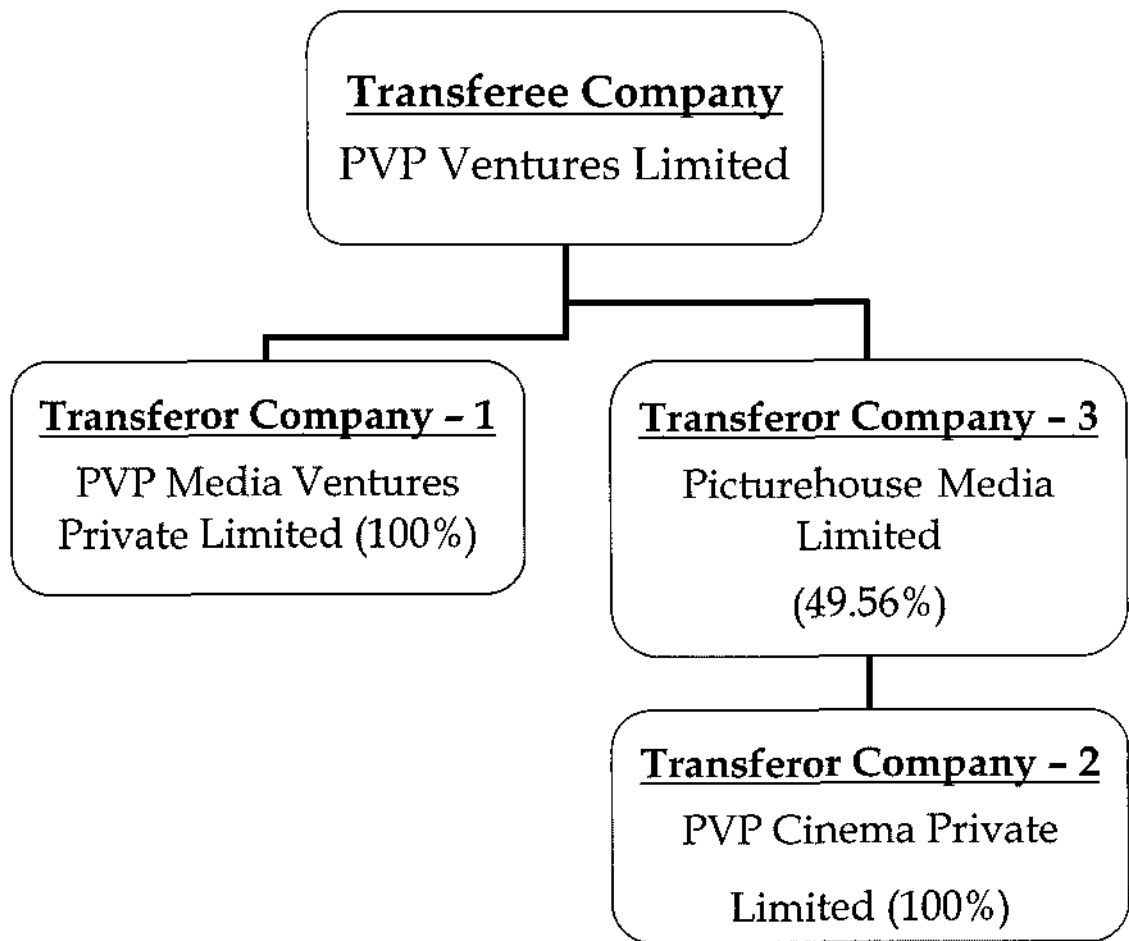 Transferee Company
PVP Ventures Limited
Transferor Company – 1
PVP Media Ventures
Private Limited (100%)
Transferor Company – 3
Picturehouse Media
Limited
(49.56%)
Transferor Company – 2
PVP Cinema Private
Limited (100%)